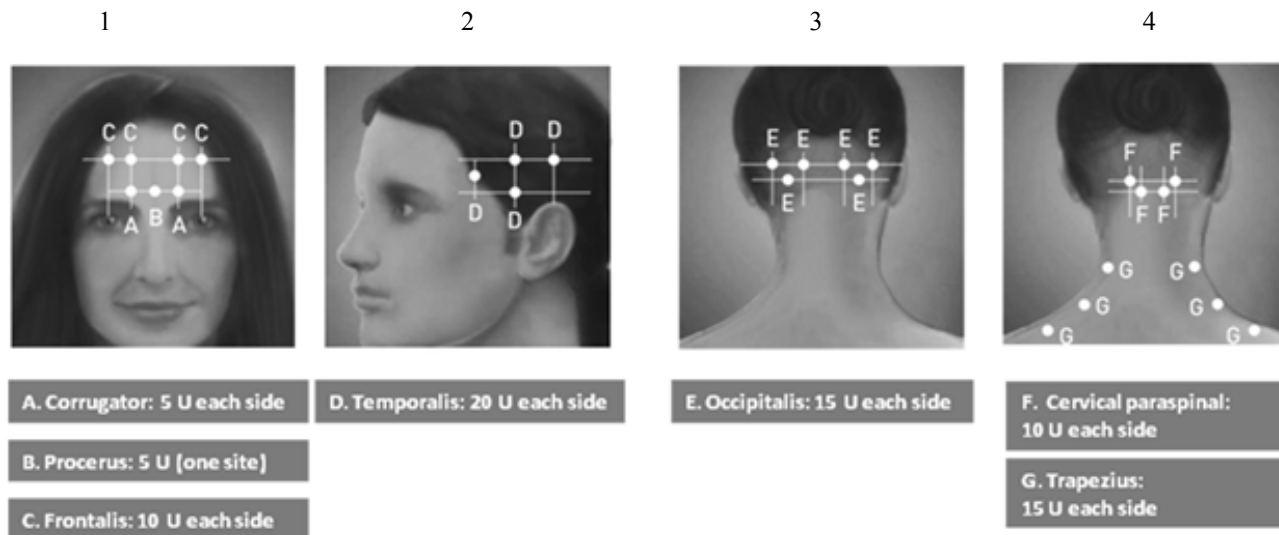 1 2 3 4
C C C C
A B A
D D
D D
E E E E
E E
F F
F F
G G
G G
G G
A. Corrugator: 5 U each side
B. Procerus: 5 U (one site)
C. Frontalis: 10 U each side
D. Temporalis: 20 U each side
E. Occipitalis: 15 U each side
F. Cervical paraspinal:
10 U each side
G. Trapezius:
15 U each side